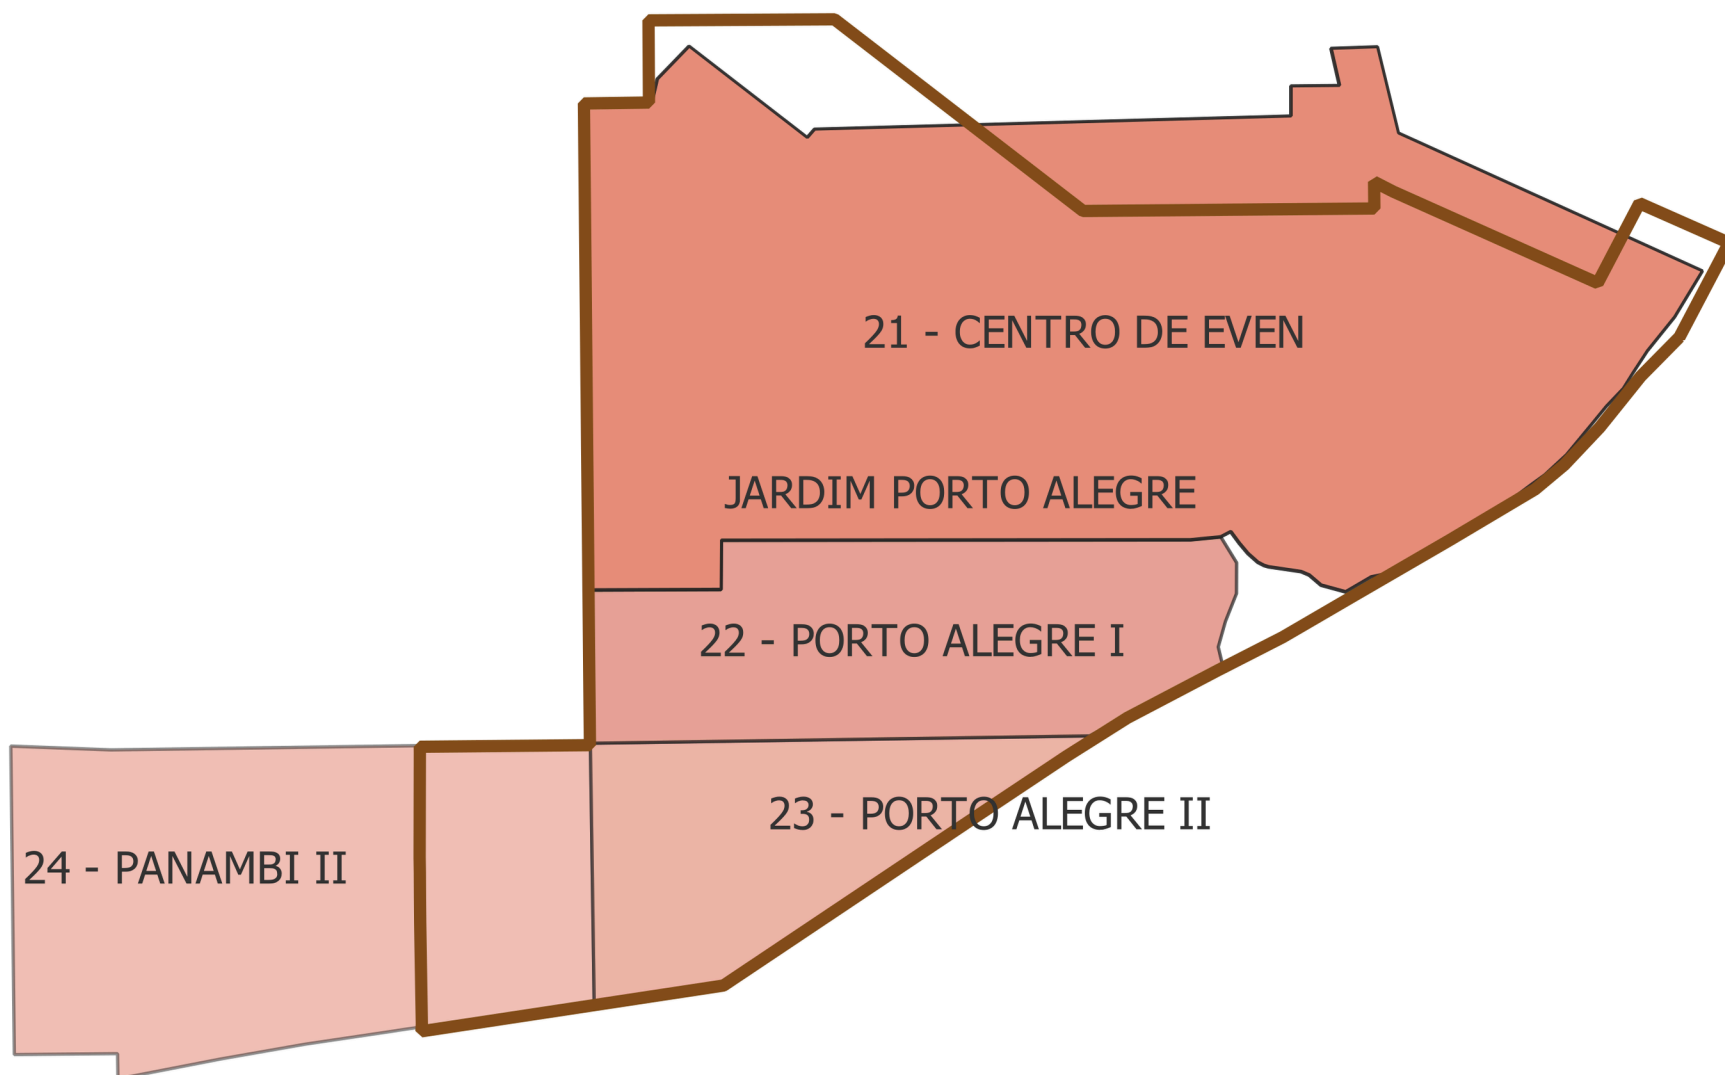 21 - CENTRO DE EVEN
JARDIM PORTO ALEGRE
22 - PORTO ALEGRE I
23 - PORTO ALEGRE II
24 - PANAMBI II